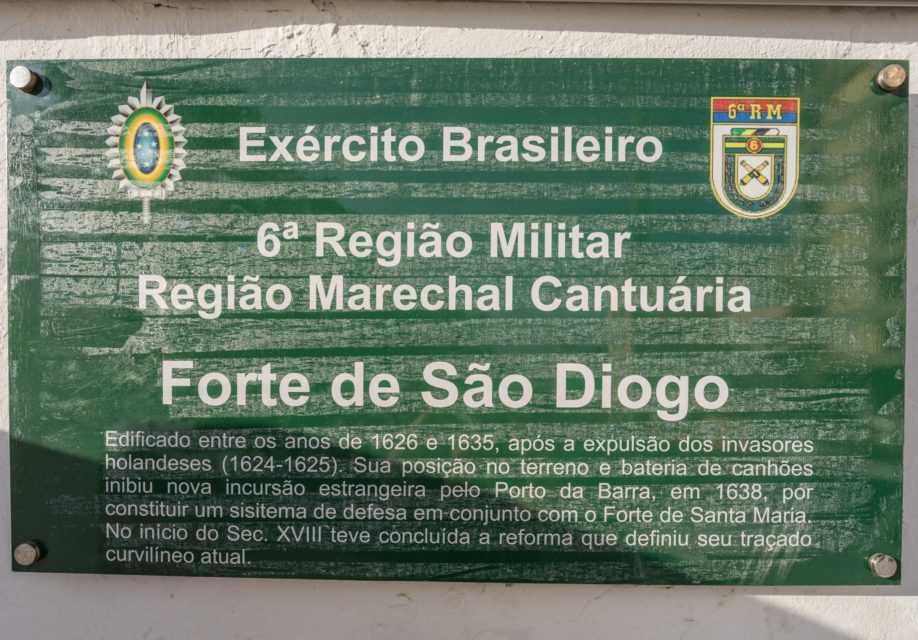 6ª RM
6
Exército Brasileiro
6ª Região Militar
Região Marechal Cantuária
Forte de São Diogo
Edificado entre os anos de 1626 e 1635, após a expulsão dos invasores
holandeses (1624-1625). Sua posição no terreno e bateria de canhões
inibiu nova incursão estrangeira pelo Porto da Barra, em 1638, por
constituir um sisitema de defesa em conjunto com o Forte de Santa Maria.
No início do Sec. XVIII teve concluída a reforma que definiu seu traçado
curvilíneo atual.